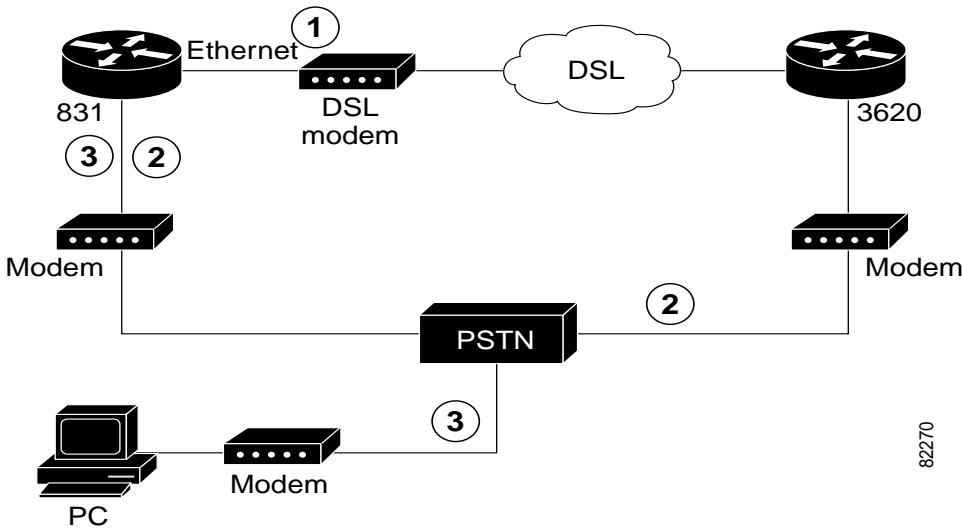 1
Ethernet
DSL
831
DSL
modem
3620
3
2
Modem
Modem
2
PSTN
3
Modem
PC
82270